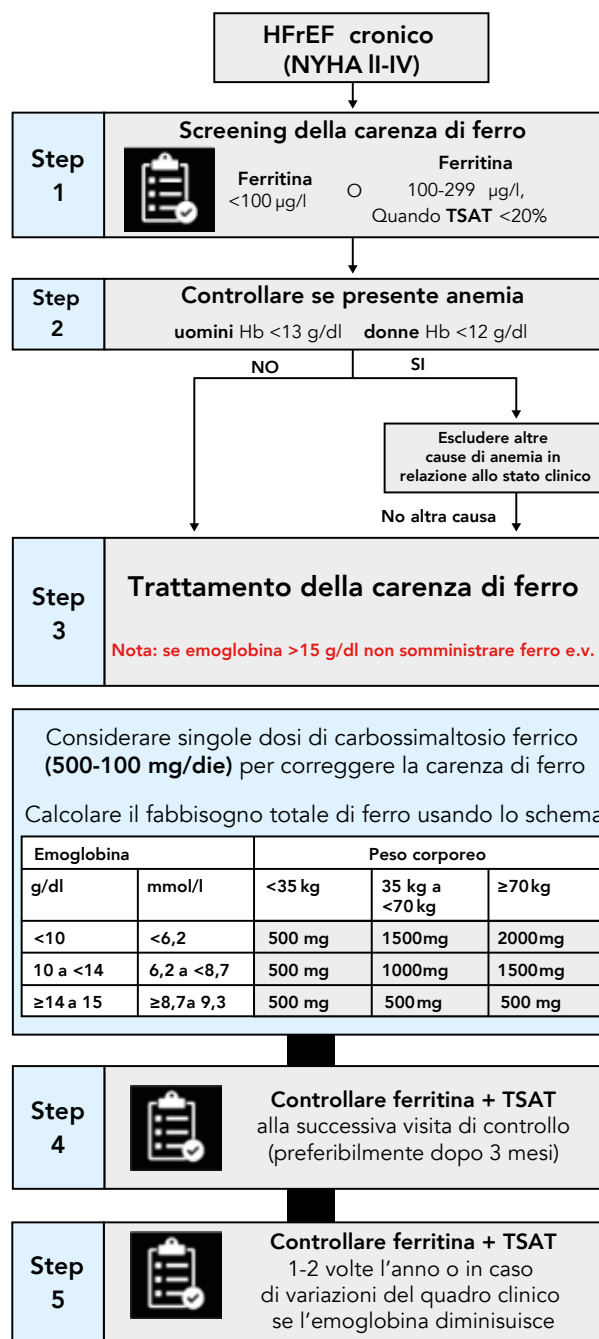 HFrEF cronico
(NYHA II-IV)
Step
1
Screening della carenza di ferro
Ferritina
<100 µg/l
O
Ferritina
100-299 µg/l,
Quando TSAT <20%
Step
2
Controllare se presente anemia
uomini Hb <13 g/dl donne Hb <12 g/dl
NO
SI
Escludere altre
cause di anemia in
relazione allo stato clinico
No altra causa
Step
3
Trattamento della carenza di ferro
Nota: se emoglobina >15 g/dl non somministrare ferro e.v.
Considerare singole dosi di carbossimaltosio ferrico
(500-100 mg/die) per correggere la carenza di ferro
Calcolare il fabbisogno totale di ferro usando lo schema
Emoglobina Peso corporeo
g/dl mmol/l <35 kg 35 kg a <70 kg ≥70 kg
<10 <6,2 500 mg 1500mg 2000mg
10 a <14 6,2 a <8,7 500 mg 1000mg 1500mg
≥14 a 15 ≥8,7a 9,3 500 mg 500mg 500 mg
Step
4
Controllare ferritina + TSAT
alla successiva visita di controllo
(preferibilmente dopo 3 mesi)
Step
5
Controllare ferritina + TSAT
1-2 volte l'anno o in caso
di variazioni del quadro clinico
se l'emoglobina diminisuisce